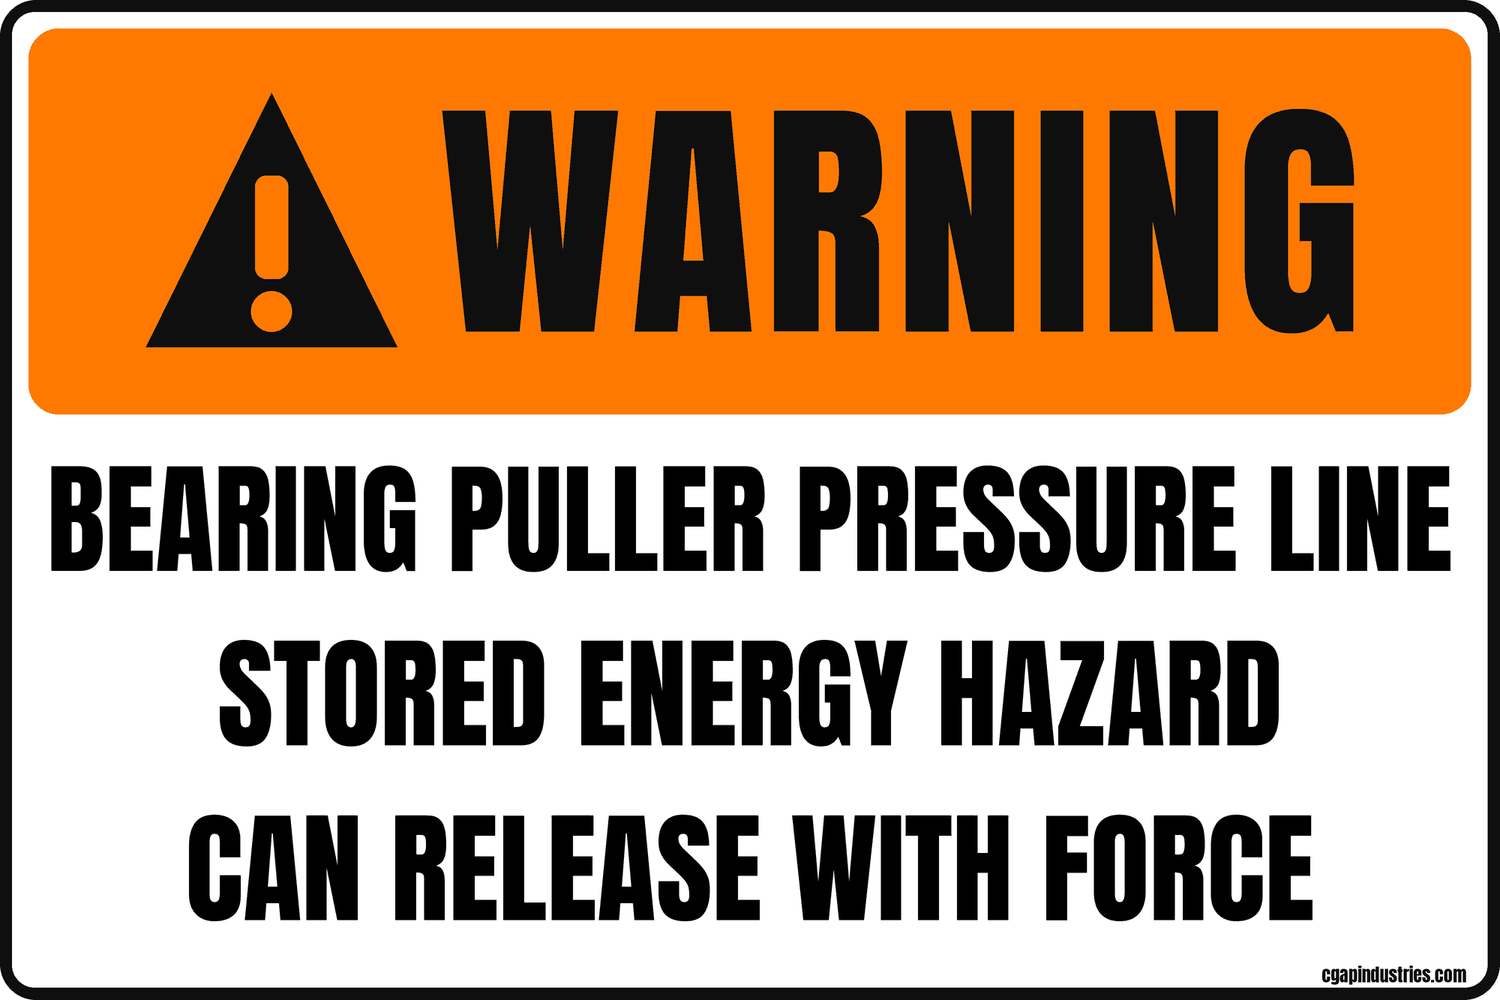 WARNING
BEARING PULLER PRESSURE LINE
STORED ENERGY HAZARD
CAN RELEASE WITH FORCE
cgapindustries.com